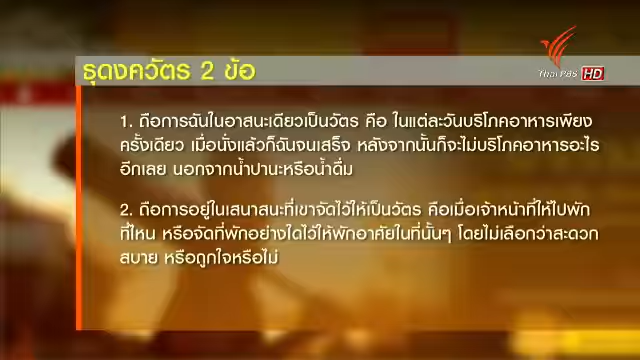 ธุดงควัตร 2 ข้อ
Thai PBS HD
1. ถือการฉันในอาสนะเดียวเป็นวัตร คือ ในแต่ละวันบริโภคอาหารเพียง
ครั้งเดียว เมื่อนั่งแล้วก็ฉันจนเสร็จ หลังจากนั้นก็จะไม่บริโภคอาหารอะไร
อีกเลย นอกจากน้ำปานะหรือน้ำดื่ม
2. ถือการอยู่ในเสนาสนะที่เขาจัดไว้ให้เป็นวัตร คือเมื่อเจ้าหน้าที่ให้ไปพัก
ที่ไหน หรือจัดที่พักอย่างใดไว้ให้พักอาศัยในที่นั้นๆ โดยไม่เลือกว่าสะดวก
สบาย หรือถูกใจหรือไม่